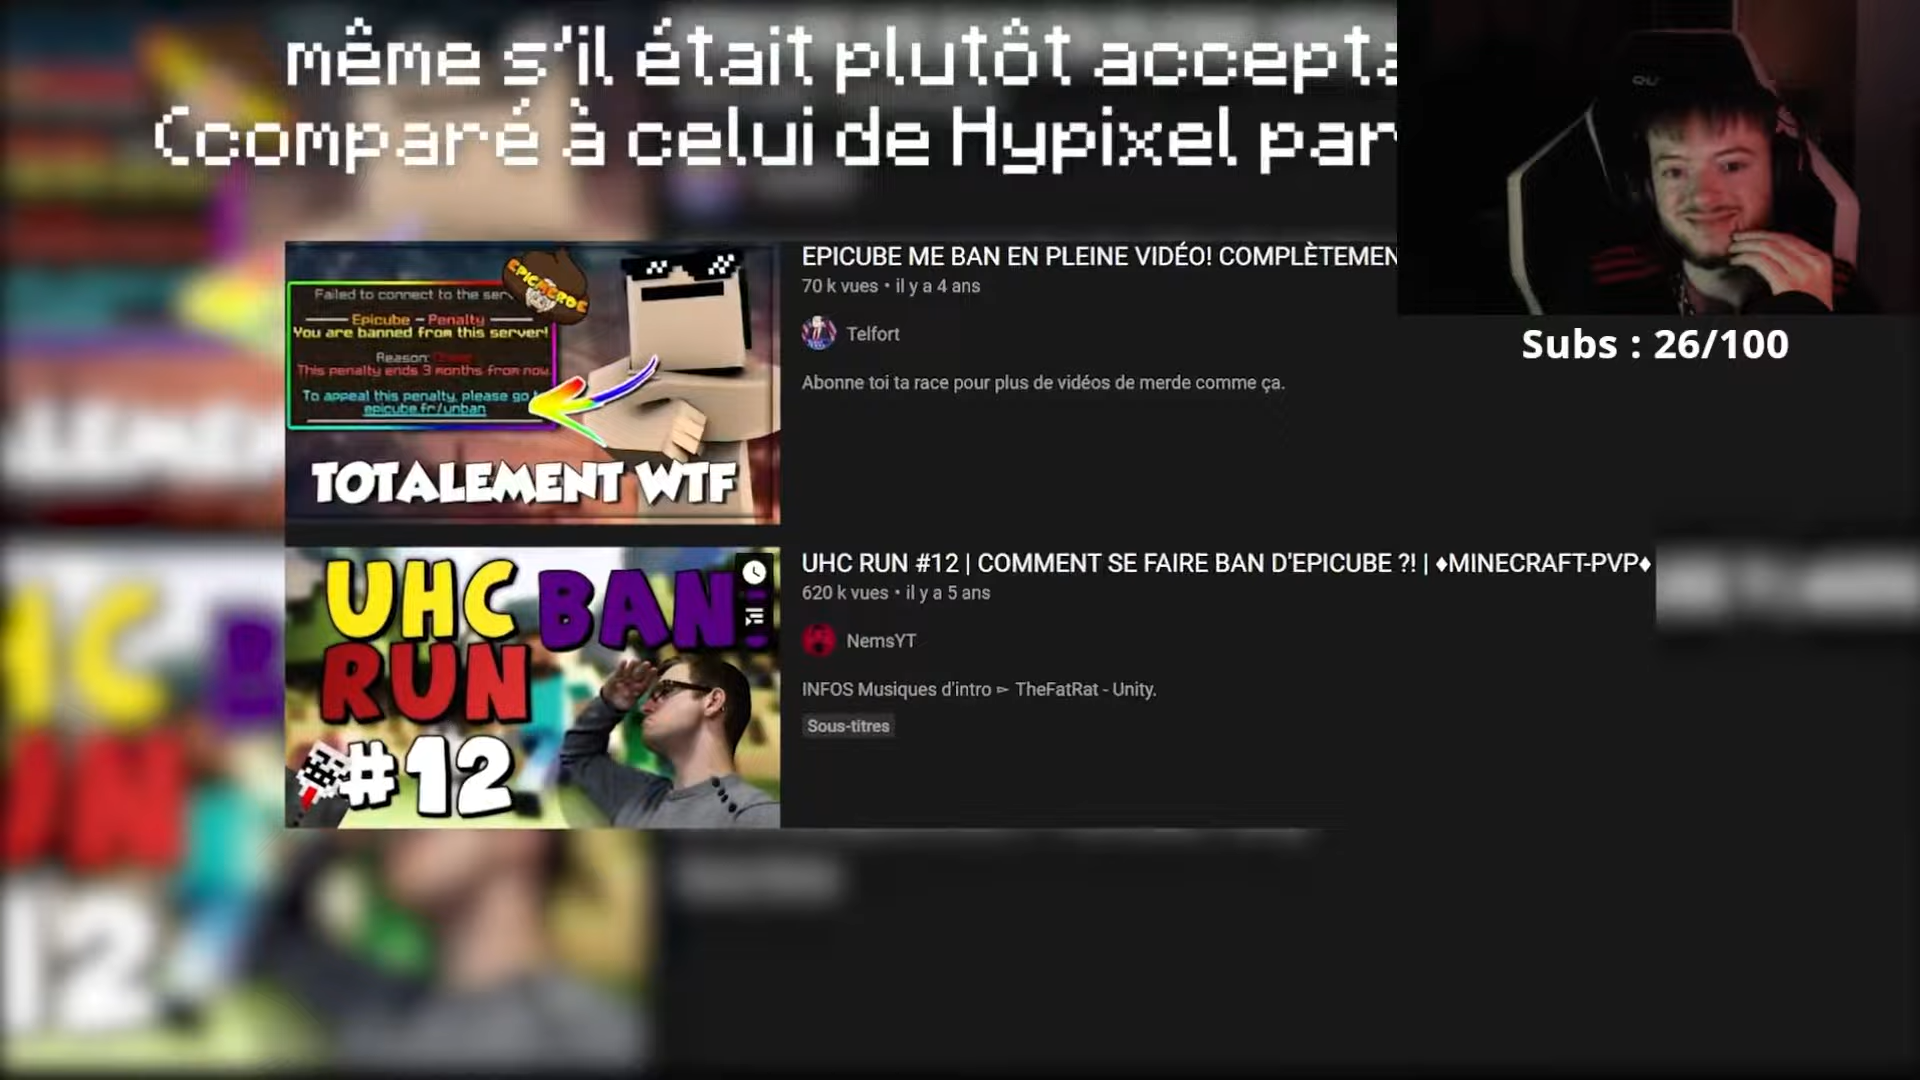 même s'il était plutôt accepta
(comparé à celui de Hypixel par
Subs : 26/100
EPICUBE ME BAN EN PLEINE VIDÉO! COMPLÈTEMEN
70 k vues • il y a 4 ans
Telfort
Abonne toi ta race pour plus de vidéos de merde comme ça.
EPICUBE
Failed to connect to the serv
Epicube - Penalty
You are banned from this server!
Reason: Cheat
This penalty ends 3 months from now.
To appeal this penalty, please go t
epicube.fr/unban
TOTALEMENT WTF
UHC RUN #12 | COMMENT SE FAIRE BAN D'EPICUBE ?! | ♦MINECRAFT-PVP♦
620 k vues • il y a 5 ans
NemsYT
INFOS Musiques d'intro ➢ TheFatRat - Unity.
Sous-titres
UHC BAN
RUN
#12